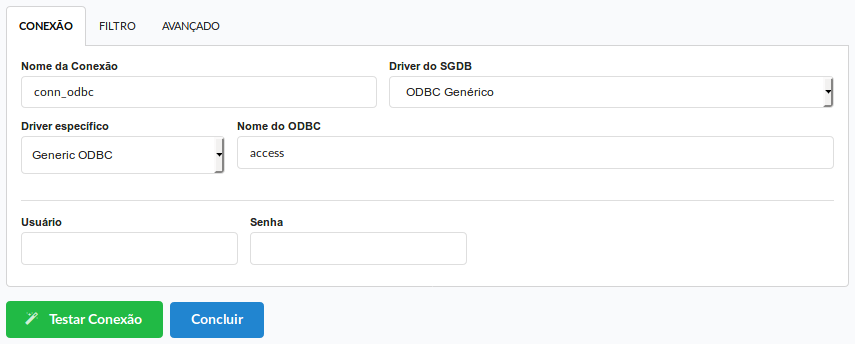 CONEXÃO FILTRO AVANÇADO
Nome da Conexão Driver do SGDB
conn_odbc ODBC Genérico
Driver específico Nome do ODBC
Generic ODBC access
Usuário Senha
Testar Conexão Concluir